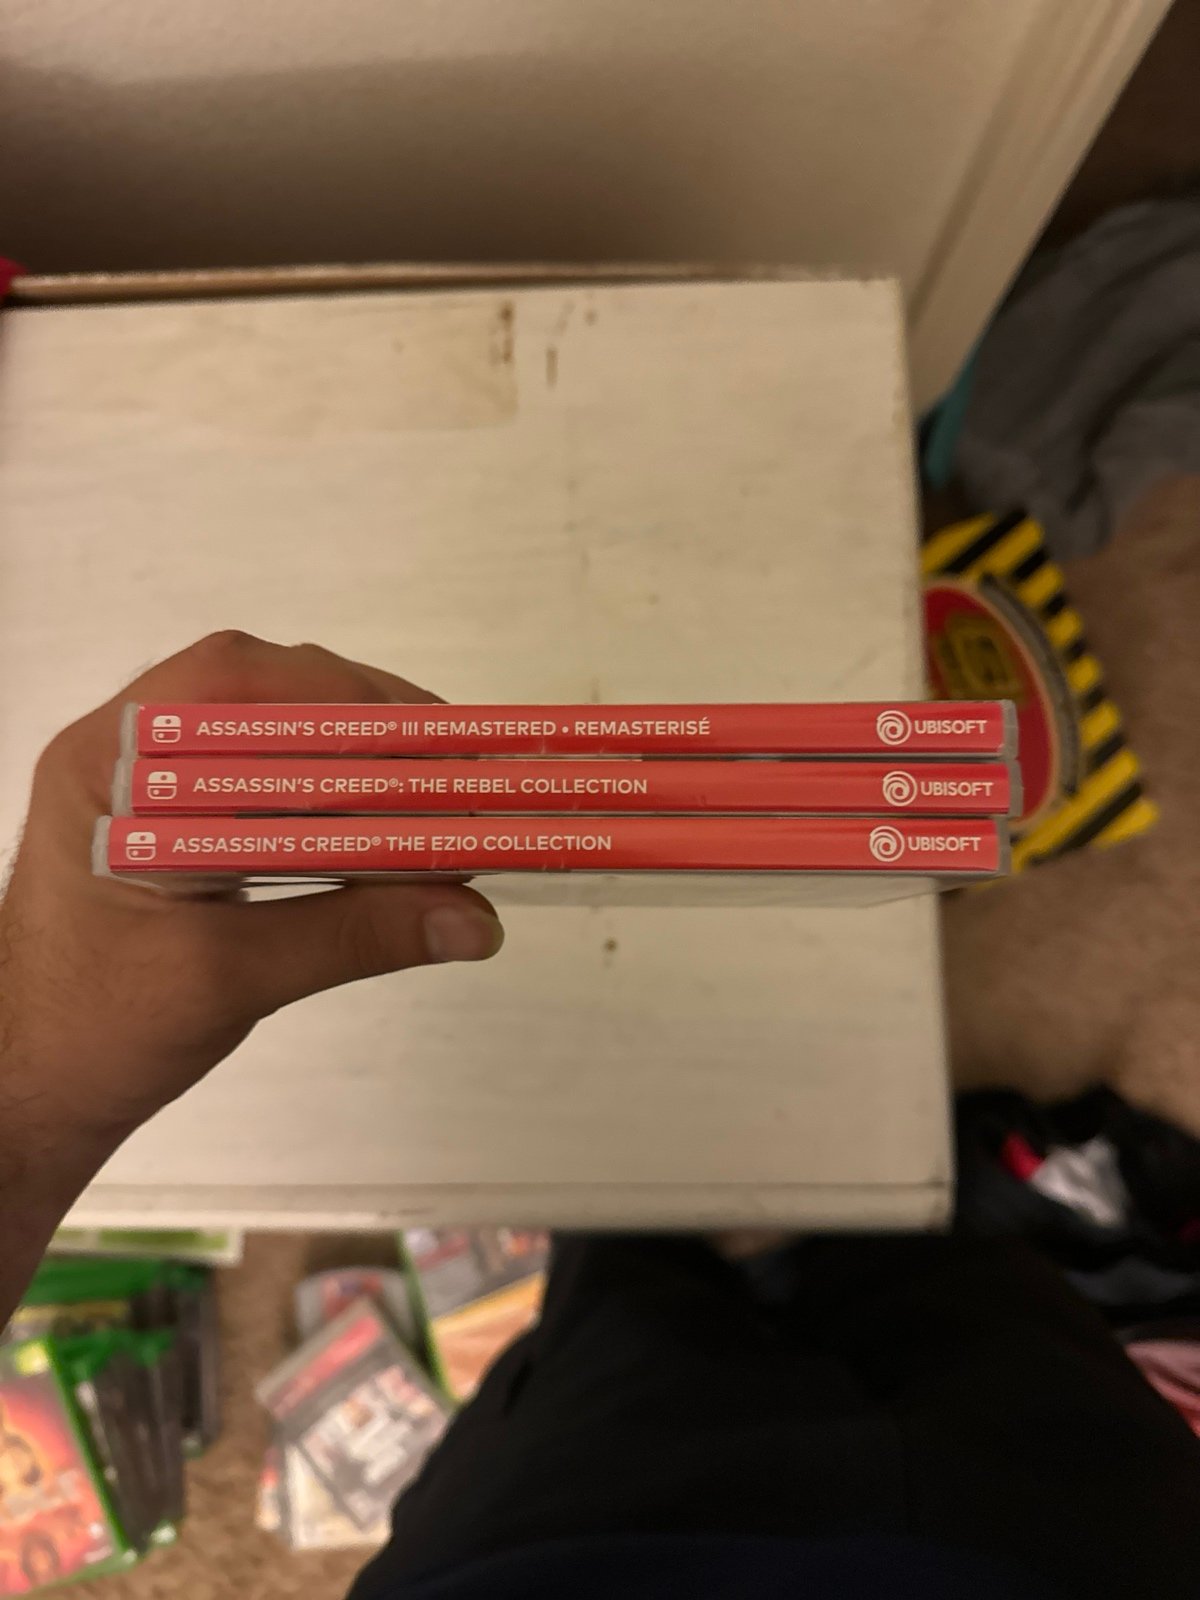 ASSASSIN'S CREED® III REMASTERED • REMASTERISÉ UBISOFT
ASSASSIN'S CREED®: THE REBEL COLLECTION UBISOFT
ASSASSIN'S CREED® THE EZIO COLLECTION UBISOFT